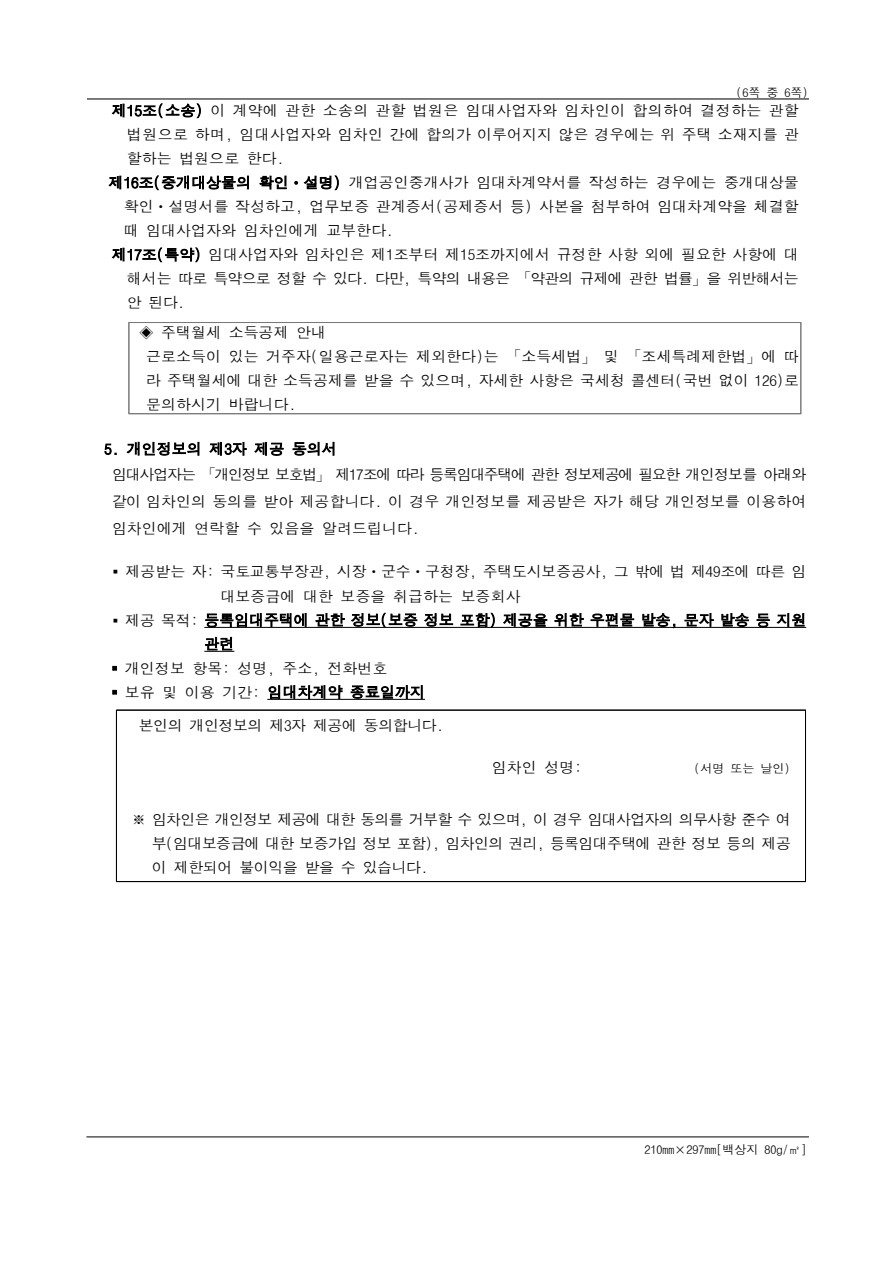 (6쪽 중 6쪽)
제15조(소송) 이 계약에 관한 소송의 관할 법원은 임대사업자와 임차인이 합의하여 결정하는 관할
법원으로 하며, 임대사업자와 임차인 간에 합의가 이루어지지 않은 경우에는 위 주택 소재지를 관
할하는 법원으로 한다.
제16조(중개대상물의 확인ㆍ설명) 개업공인중개사가 임대차계약서를 작성하는 경우에는 중개대상물
확인ㆍ설명서를 작성하고, 업무보증 관계증서(공제증서 등) 사본을 첨부하여 임대차계약을 체결할
때 임대사업자와 임차인에게 교부한다.
제17조(특약) 임대사업자와 임차인은 제1조부터 제15조까지에서 규정한 사항 외에 필요한 사항에 대
해서는 따로 특약으로 정할 수 있다. 다만, 특약의 내용은 「약관의 규제에 관한 법률」을 위반해서는
안 된다.
◈ 주택월세 소득공제 안내
근로소득이 있는 거주자(일용근로자는 제외한다)는 「소득세법」 및 「조세특례제한법」에 따
라 주택월세에 대한 소득공제를 받을 수 있으며, 자세한 사항은 국세청 콜센터(국번 없이 126)로
문의하시기 바랍니다.
5. 개인정보의 제3자 제공 동의서
임대사업자는 「개인정보 보호법」 제17조에 따라 등록임대주택에 관한 정보제공에 필요한 개인정보를 아래와
같이 임차인의 동의를 받아 제공합니다. 이 경우 개인정보를 제공받은 자가 해당 개인정보를 이용하여
임차인에게 연락할 수 있음을 알려드립니다.
▪ 제공받는 자: 국토교통부장관, 시장ㆍ군수ㆍ구청장, 주택도시보증공사, 그 밖에 법 제49조에 따른 임
대보증금에 대한 보증을 취급하는 보증회사
▪ 제공 목적: 등록임대주택에 관한 정보(보증 정보 포함) 제공을 위한 우편물 발송, 문자 발송 등 지원
관련
▪ 개인정보 항목: 성명, 주소, 전화번호
▪ 보유 및 이용 기간: 임대차계약 종료일까지
본인의 개인정보의 제3자 제공에 동의합니다.
임차인 성명: (서명 또는 날인)
※ 임차인은 개인정보 제공에 대한 동의를 거부할 수 있으며, 이 경우 임대사업자의 의무사항 준수 여
부(임대보증금에 대한 보증가입 정보 포함), 임차인의 권리, 등록임대주택에 관한 정보 등의 제공
이 제한되어 불이익을 받을 수 있습니다.
210㎜×297㎜[백상지 80g/㎡]